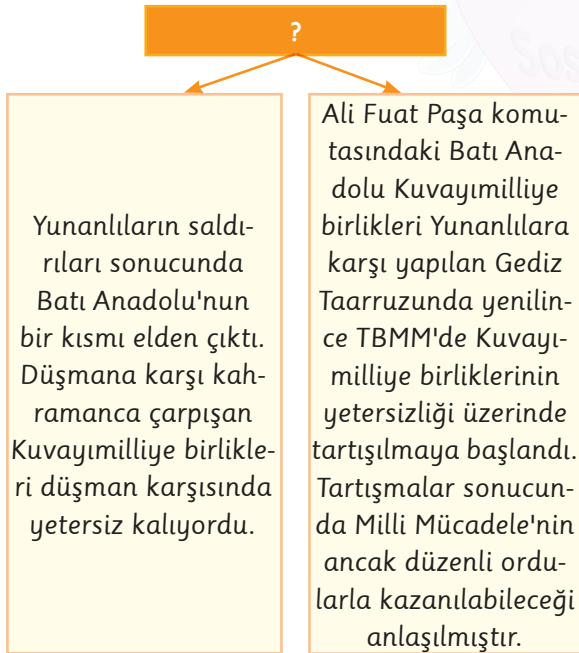 ?
Yunanlıların saldı-
rıları sonucunda
Batı Anadolu'nun
bir kısmı elden çıktı.
Düşmana karşı kah-
ramanca çarpışan
Kuvayımilliye birlikle-
ri düşman karşısında
yetersiz kalıyordu.
Ali Fuat Paşa komu-
tasındaki Batı Ana-
dolu Kuvayımilliye
birlikleri Yunanlılara
karşı yapılan Gediz
Taarruzunda yenilin-
ce TBMM'de Kuvayı-
milliye birliklerinin
yetersizliği üzerinde
tartışılmaya başlandı.
Tartışmalar sonucun-
da Milli Mücadele'nin
ancak düzenli ordu-
larla kazanılabileceği
anlaşılmıştır.